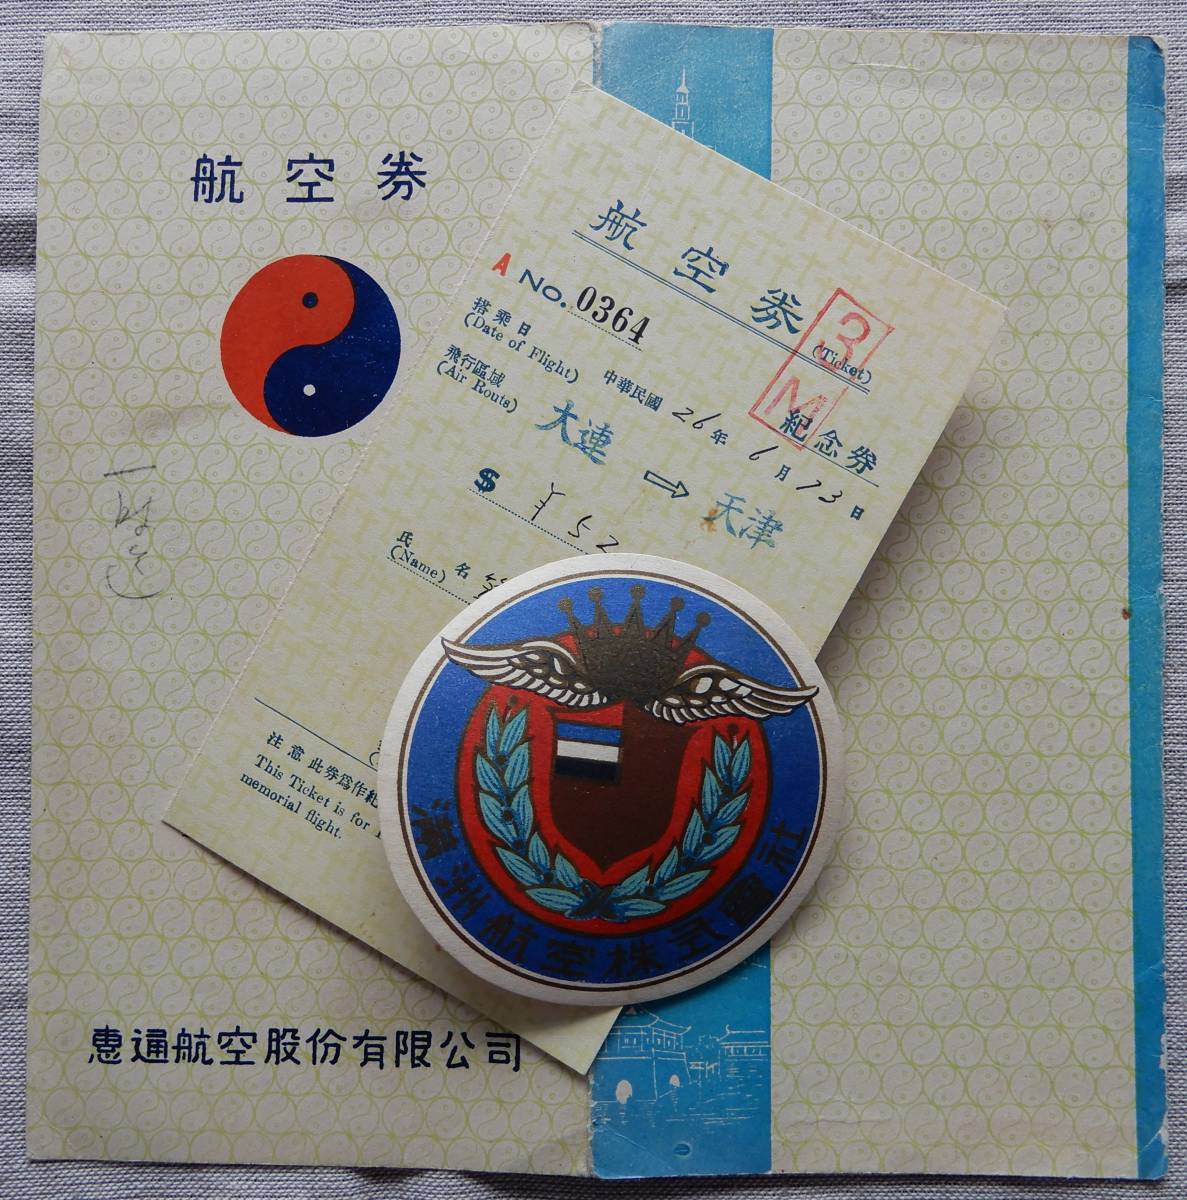 航空券
惠通航空股份有限公司
航空券
(Ticket)
3
M
紀念券
A No. 0364
搭乘日
(Date of Flight)
中華民國 26年 6月 13日
飛行區域
(Air Routs)
大連 ⇨ 天津
$ ¥52
氏名
(Name)
注意 此券爲作紀
This Ticket is for
memorial flight.
滿洲航空株式會社